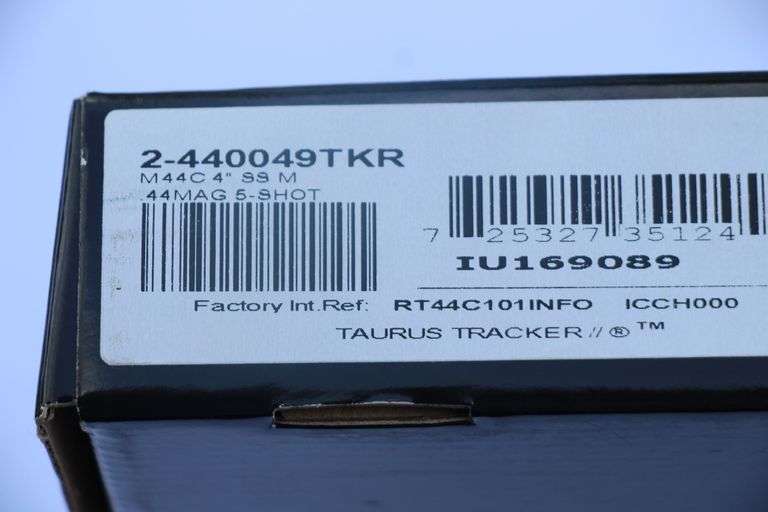 2-440049TKR
M44C 4" SS M
.44MAG 5-SHOT
7 25327 35124
IU169089
Factory Int.Ref: RT44C101INFO ICCH000
TAURUS TRACKER //® ™